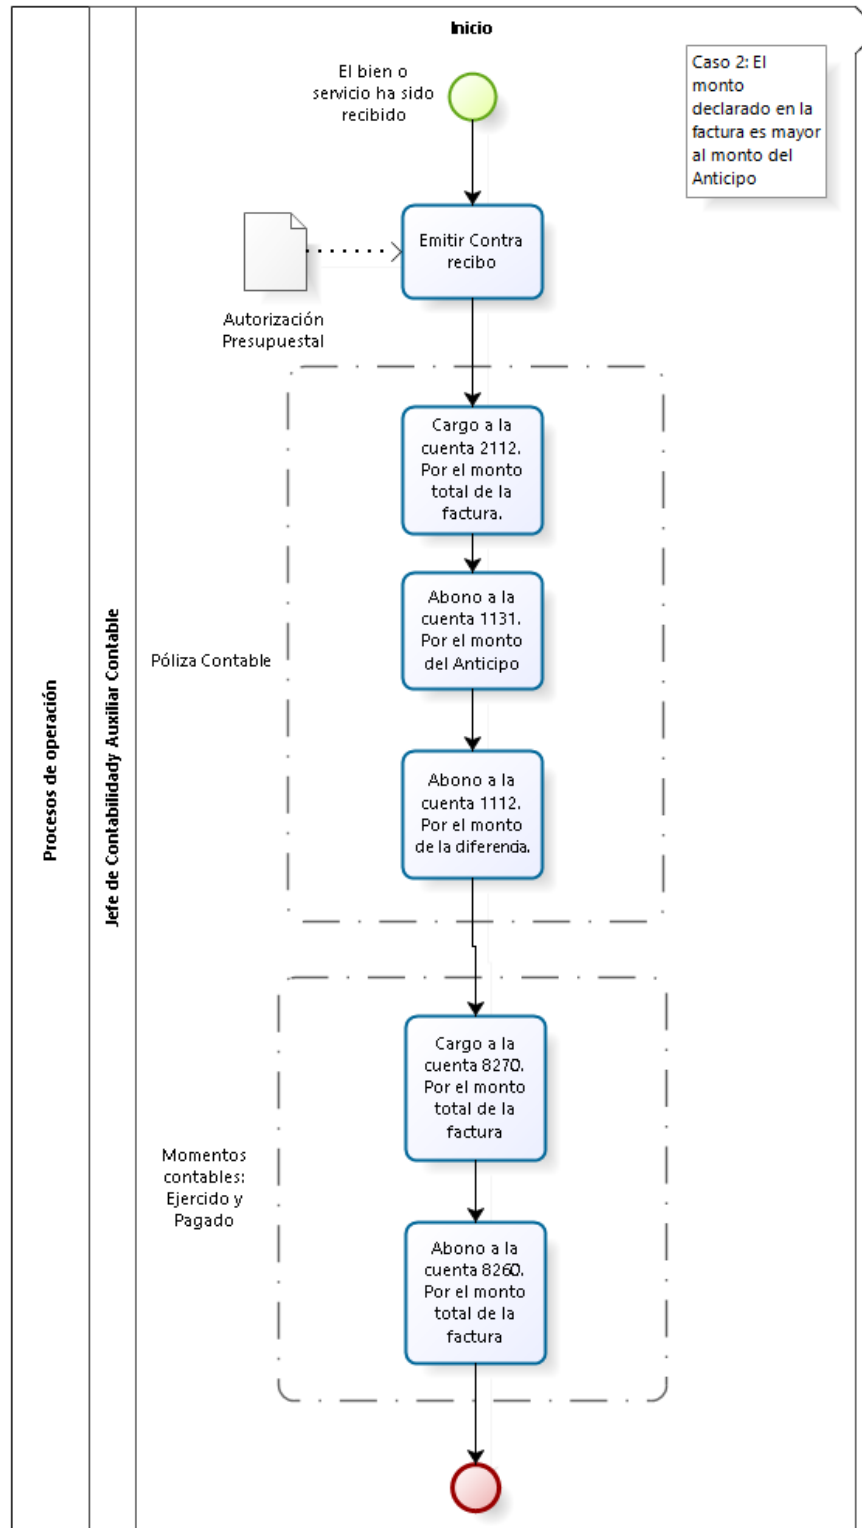 Inicio
El bien o
servicio ha sido
recibido
Caso 2: El
monto
declarado en la
factura es mayor
al monto del
Anticipo
Emitir Contra
recibo
Autorización
Presupuestal
Cargo a la
cuenta 2112.
Por el monto
total de la
factura.
Abono a la
cuenta 1131.
Por el monto
del Anticipo
Póliza Contable
Abono a la
cuenta 1112.
Por el monto
de la diferencia.
Procesos de operación
Jefe de Contabilidady Auxiliar Contable
Cargo a la
cuenta 8270.
Por el monto
total de la
factura
Momentos
contables:
Ejercido y
Pagado
Abono a la
cuenta 8260.
Por el monto
total de la
factura